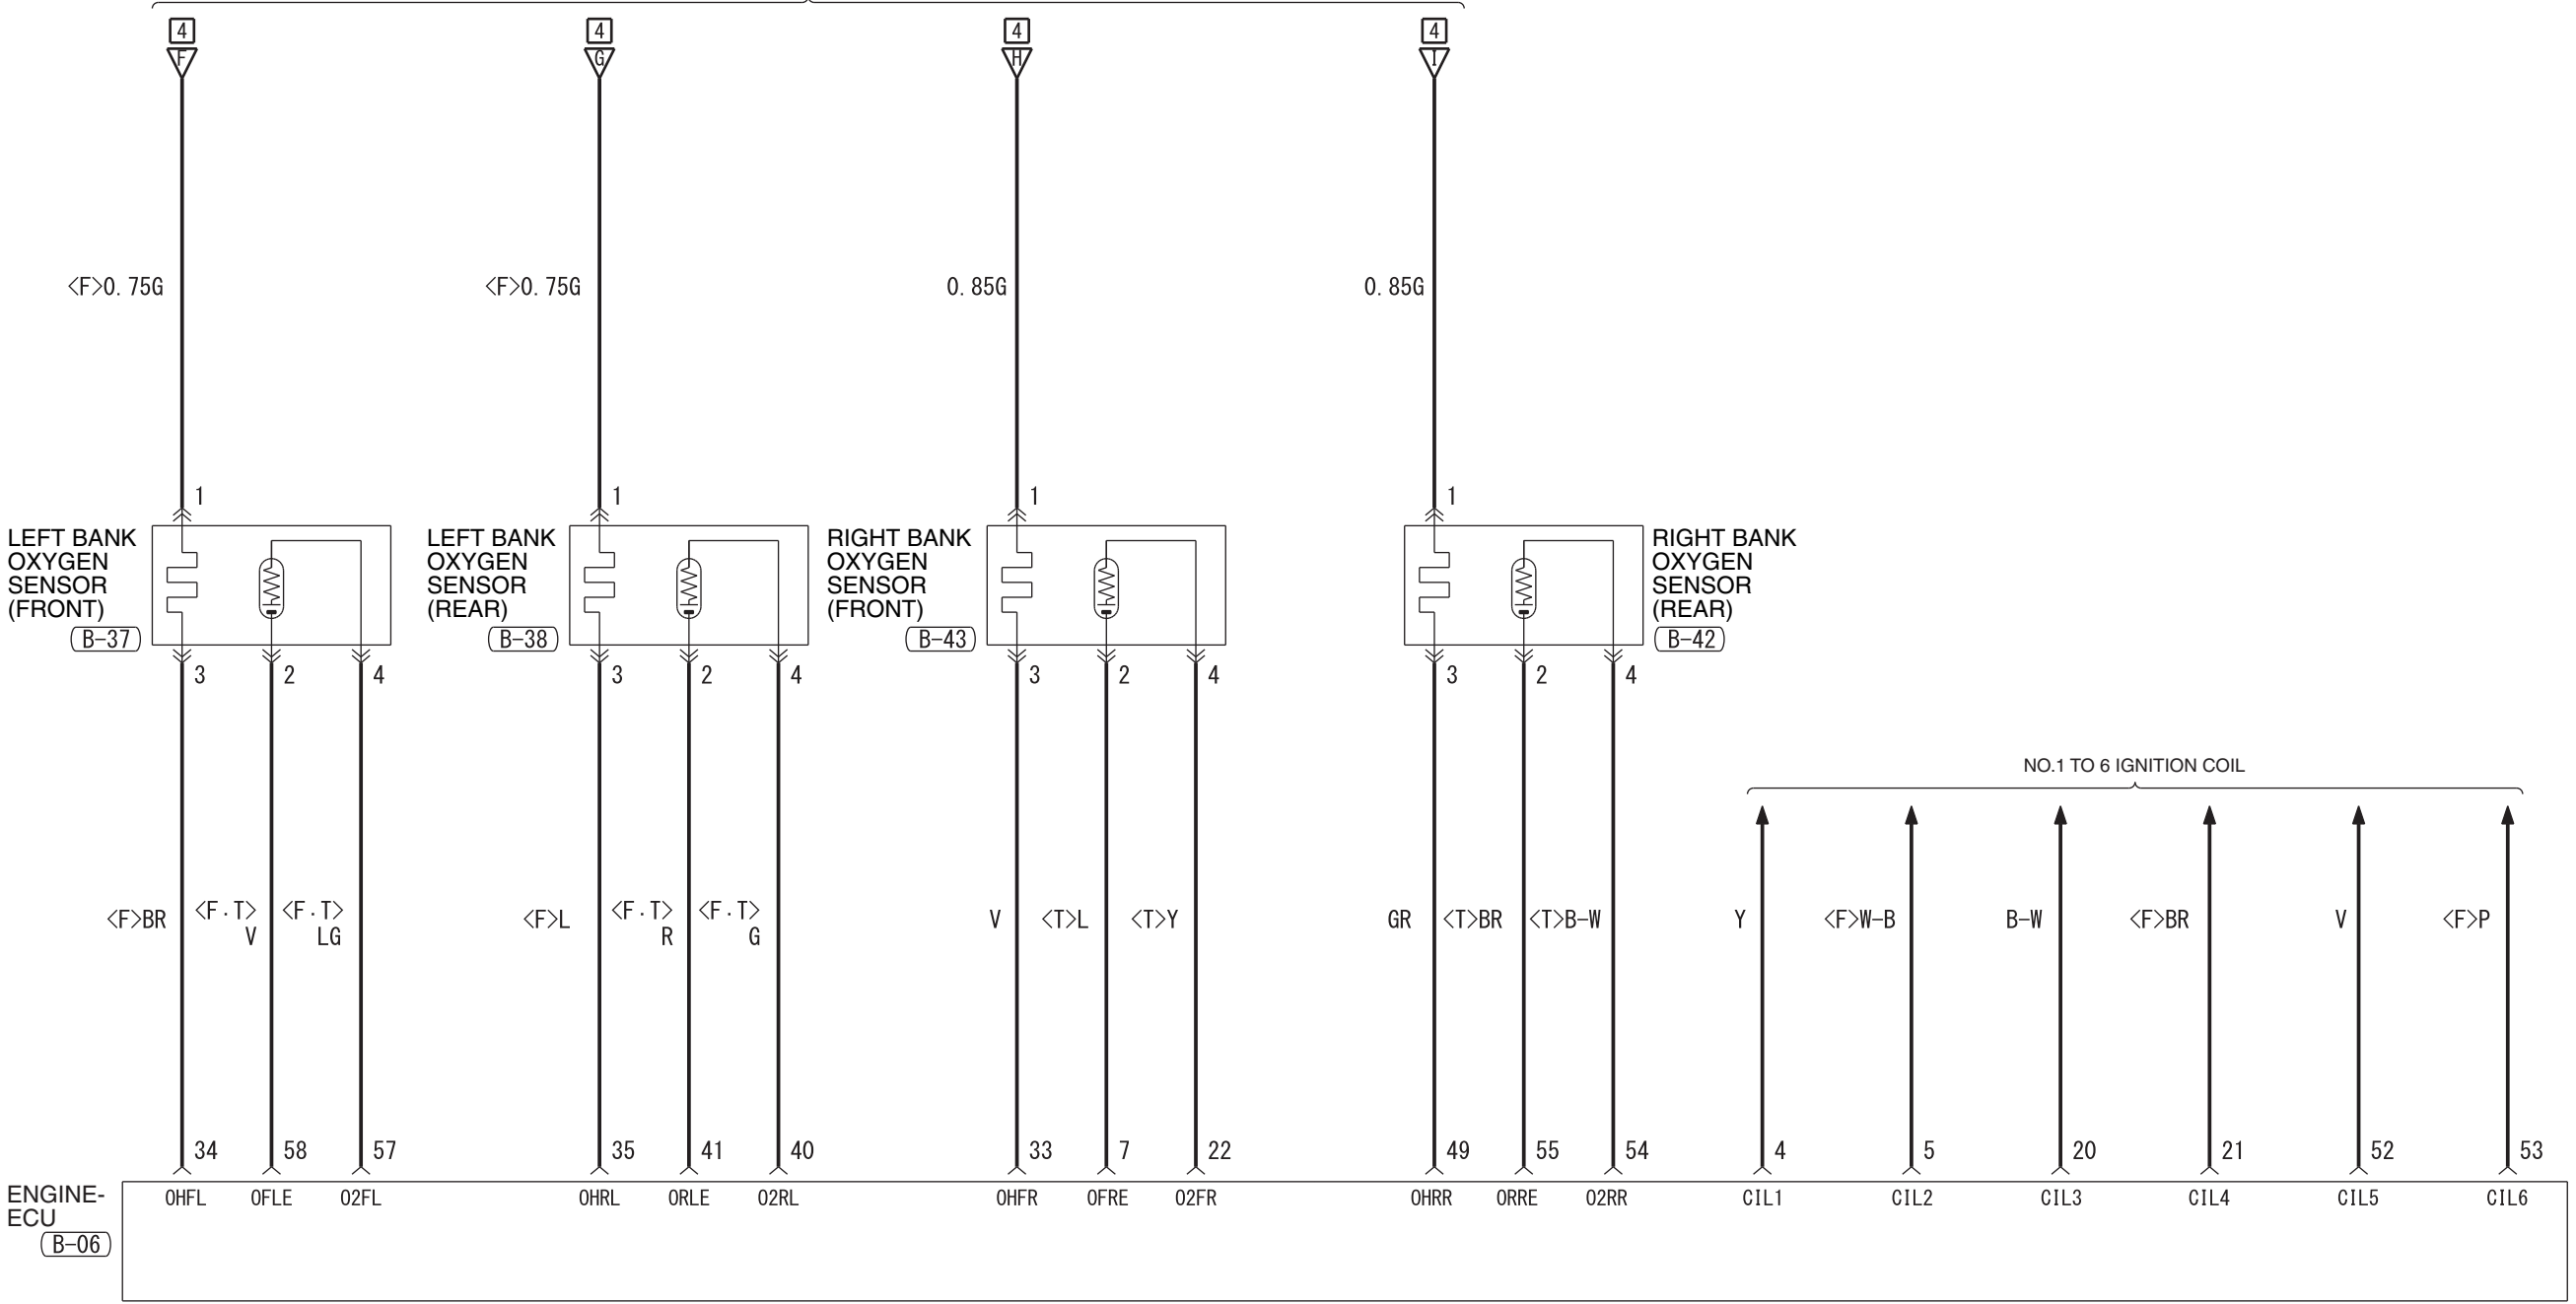 4 4 4 4
F G H I
<F>0.75G <F>0.75G 0.85G 0.85G
1 1 1 1
LEFT BANK
OXYGEN
SENSOR
(FRONT)
B-37
LEFT BANK
OXYGEN
SENSOR
(REAR)
B-38
RIGHT BANK
OXYGEN
SENSOR
(FRONT)
B-43
RIGHT BANK
OXYGEN
SENSOR
(REAR)
B-42
3 2 4 3 2 4 3 2 4 3 2 4
NO.1 TO 6 IGNITION COIL
<F>BR <F·T> V <F·T> LG <F>L <F·T> R <F·T> G V <T>L <T>Y GR <T>BR <T>B-W Y <F>W-B B-W <F>BR V <F>P
34 58 57 35 41 40 33 7 22 49 55 54 4 5 20 21 52 53
OHFL OFLE O2FL OHRL ORLE O2RL OHFR OFRE O2FR OHRR ORRE O2RR CIL1 CIL2 CIL3 CIL4 CIL5 CIL6
ENGINE-
ECU
B-06